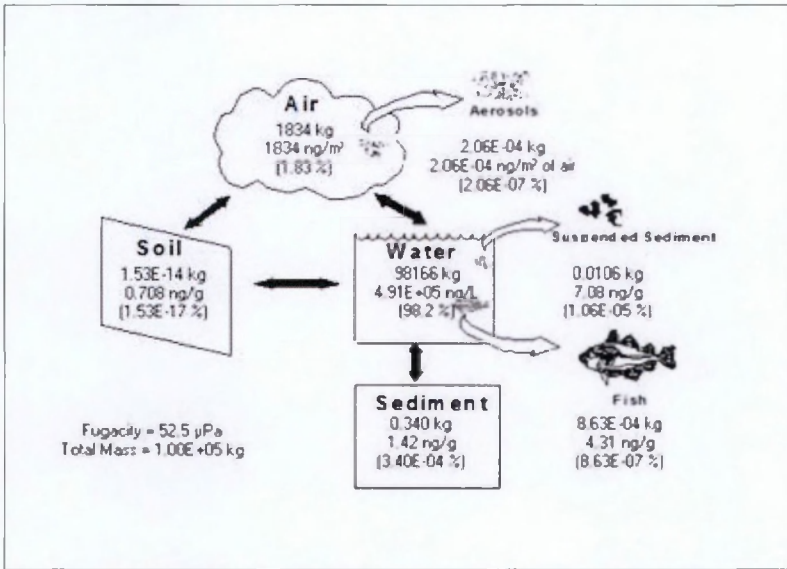 Air
1834 kg
1834 ng/m³
(1.83 %)
Aerosols
2.06E-04 kg
2.06E-04 ng/m³ of air
(2.06E-07 %)
Soil
1.53E-14 kg
0.708 ng/g
(1.53E-17 %)
Water
98166 kg
4.91E+05 ng/L
(98.2 %)
Suspended Sediment
0.0106 kg
7.08 ng/g
(1.06E-05 %)
Sediment
0.340 kg
1.42 ng/g
(3.40E-04 %)
Fish
8.63E-04 kg
4.31 ng/g
(8.63E-07 %)
Fugacity = 52.5 µPa
Total Mass = 1.00E+05 kg